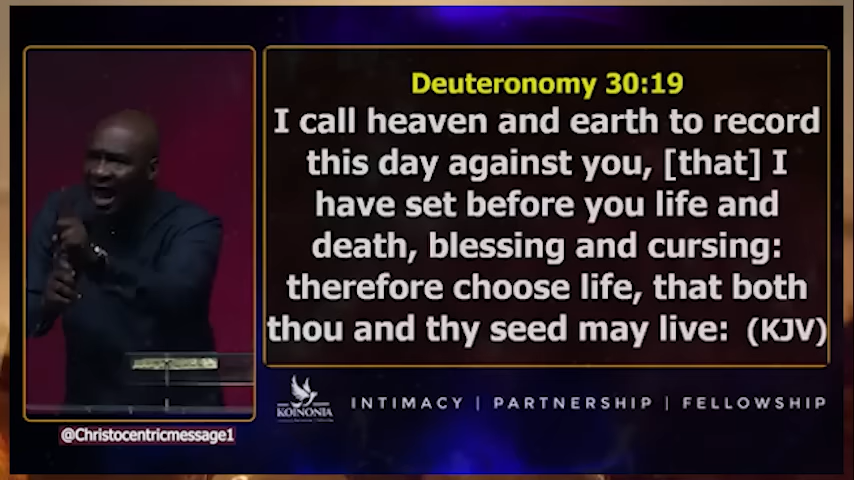 Deuteronomy 30:19
I call heaven and earth to record
this day against you, [that] I
have set before you life and
death, blessing and cursing:
therefore choose life, that both
thou and thy seed may live: (KJV)
KOINONIA
INTIMACY | PARTNERSHIP | FELLOWSHIP
@Christocentricmessage1